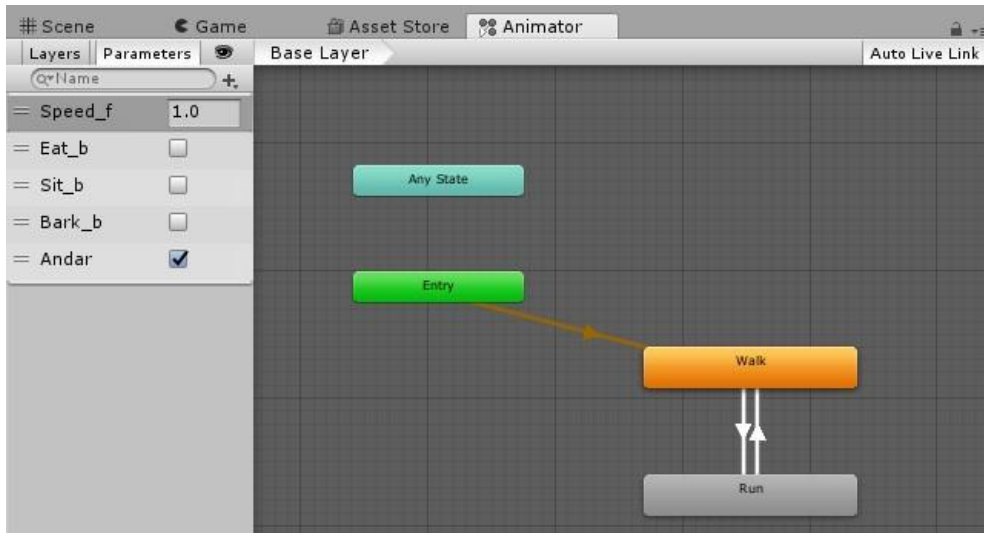 Scene Game Asset Store Animator
Layers Parameters Base Layer Auto Live Link
Name
Speed_f 1.0
Eat_b
Sit_b
Bark_b
Andar
Any State
Entry
Walk
Run